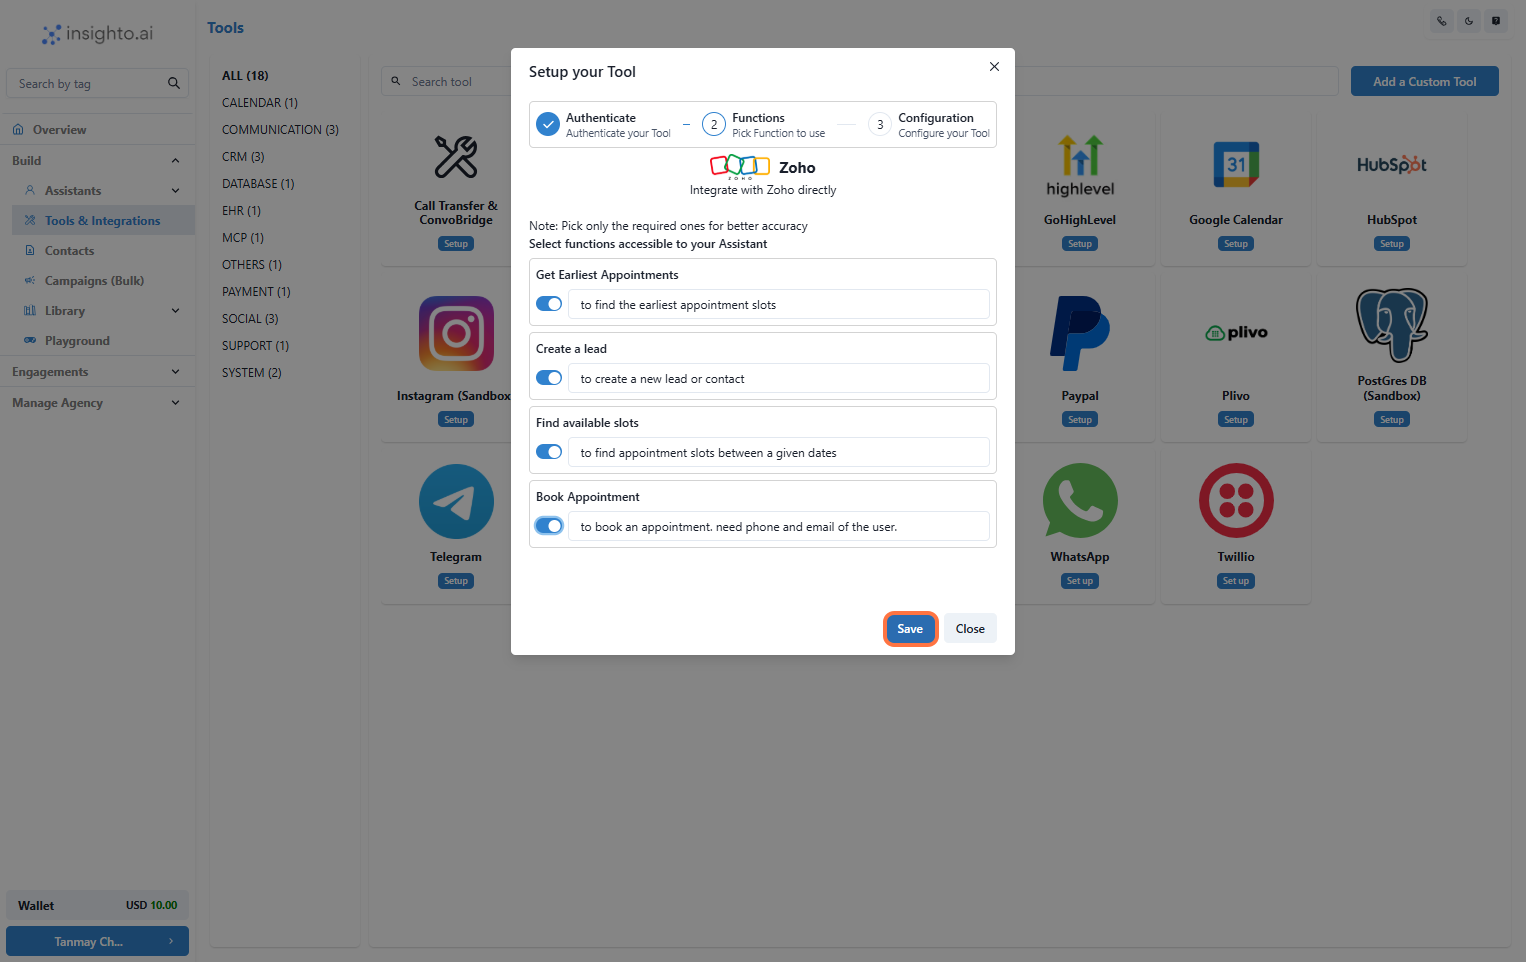 insighto.ai
Search by tag
Overview
Build
Assistants
Tools & Integrations
Contacts
Campaigns (Bulk)
Library
Playground
Engagements
Manage Agency
Wallet
USD 10.00
Tanmay Ch...
Tools
ALL (18)
CALENDAR (1)
COMMUNICATION (3)
CRM (3)
DATABASE (1)
EHR (1)
MCP (1)
OTHERS (1)
PAYMENT (1)
SOCIAL (3)
SUPPORT (1)
SYSTEM (2)
Search tool
Add a Custom Tool
Call Transfer &
ConvoBridge
Setup
highlevel
GoHighLevel
Setup
31
Google Calendar
Setup
HubSpot
HubSpot
Setup
Instagram (Sandbox
Setup
Paypal
Setup
plivo
Plivo
Setup
PostGres DB
(Sandbox)
Setup
Telegram
Setup
WhatsApp
Set up
Twillio
Set up
Setup your Tool
Authenticate
Authenticate your Tool
2
Functions
Pick Function to use
3
Configuration
Configure your Tool
ZOHO
Zoho
Integrate with Zoho directly
Note: Pick only the required ones for better accuracy
Select functions accessible to your Assistant
Get Earliest Appointments
to find the earliest appointment slots
Create a lead
to create a new lead or contact
Find available slots
to find appointment slots between a given dates
Book Appointment
to book an appointment. need phone and email of the user.
Save
Close